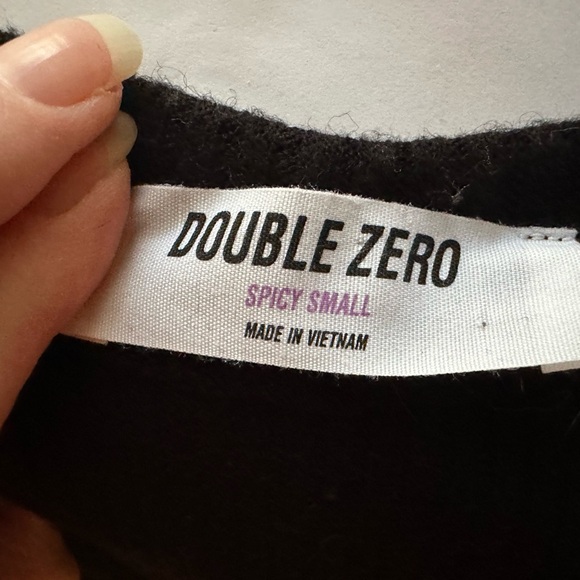 DOUBLE ZERO
SPICY SMALL
MADE IN VIETNAM